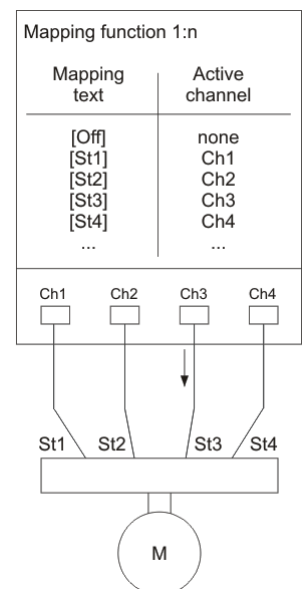 Mapping function 1:n
Mapping Active
text channel
[Off] none
[St1] Ch1
[St2] Ch2
[St3] Ch3
[St4] Ch4
... ...
Ch1 Ch2 Ch3 Ch4
St1 St2 St3 St4
M